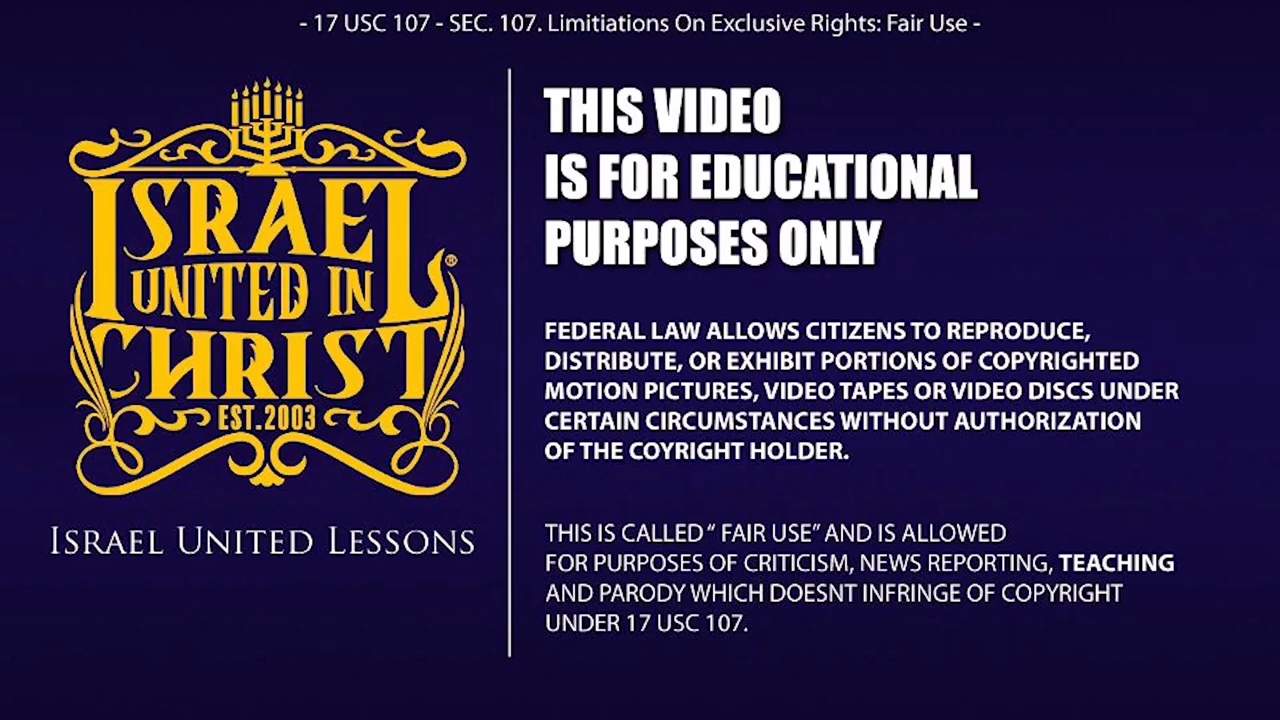 - 17 USC 107 - SEC. 107. Limitiations On Exclusive Rights: Fair Use -
ISRAEL
UNITED IN
CHRIST
EST.2003
®
ISRAEL UNITED LESSONS
THIS VIDEO
IS FOR EDUCATIONAL
PURPOSES ONLY
FEDERAL LAW ALLOWS CITIZENS TO REPRODUCE,
DISTRIBUTE, OR EXHIBIT PORTIONS OF COPYRIGHTED
MOTION PICTURES, VIDEO TAPES OR VIDEO DISCS UNDER
CERTAIN CIRCUMSTANCES WITHOUT AUTHORIZATION
OF THE COYRIGHT HOLDER.
THIS IS CALLED “ FAIR USE” AND IS ALLOWED
FOR PURPOSES OF CRITICISM, NEWS REPORTING, TEACHING
AND PARODY WHICH DOESNT INFRINGE OF COPYRIGHT
UNDER 17 USC 107.